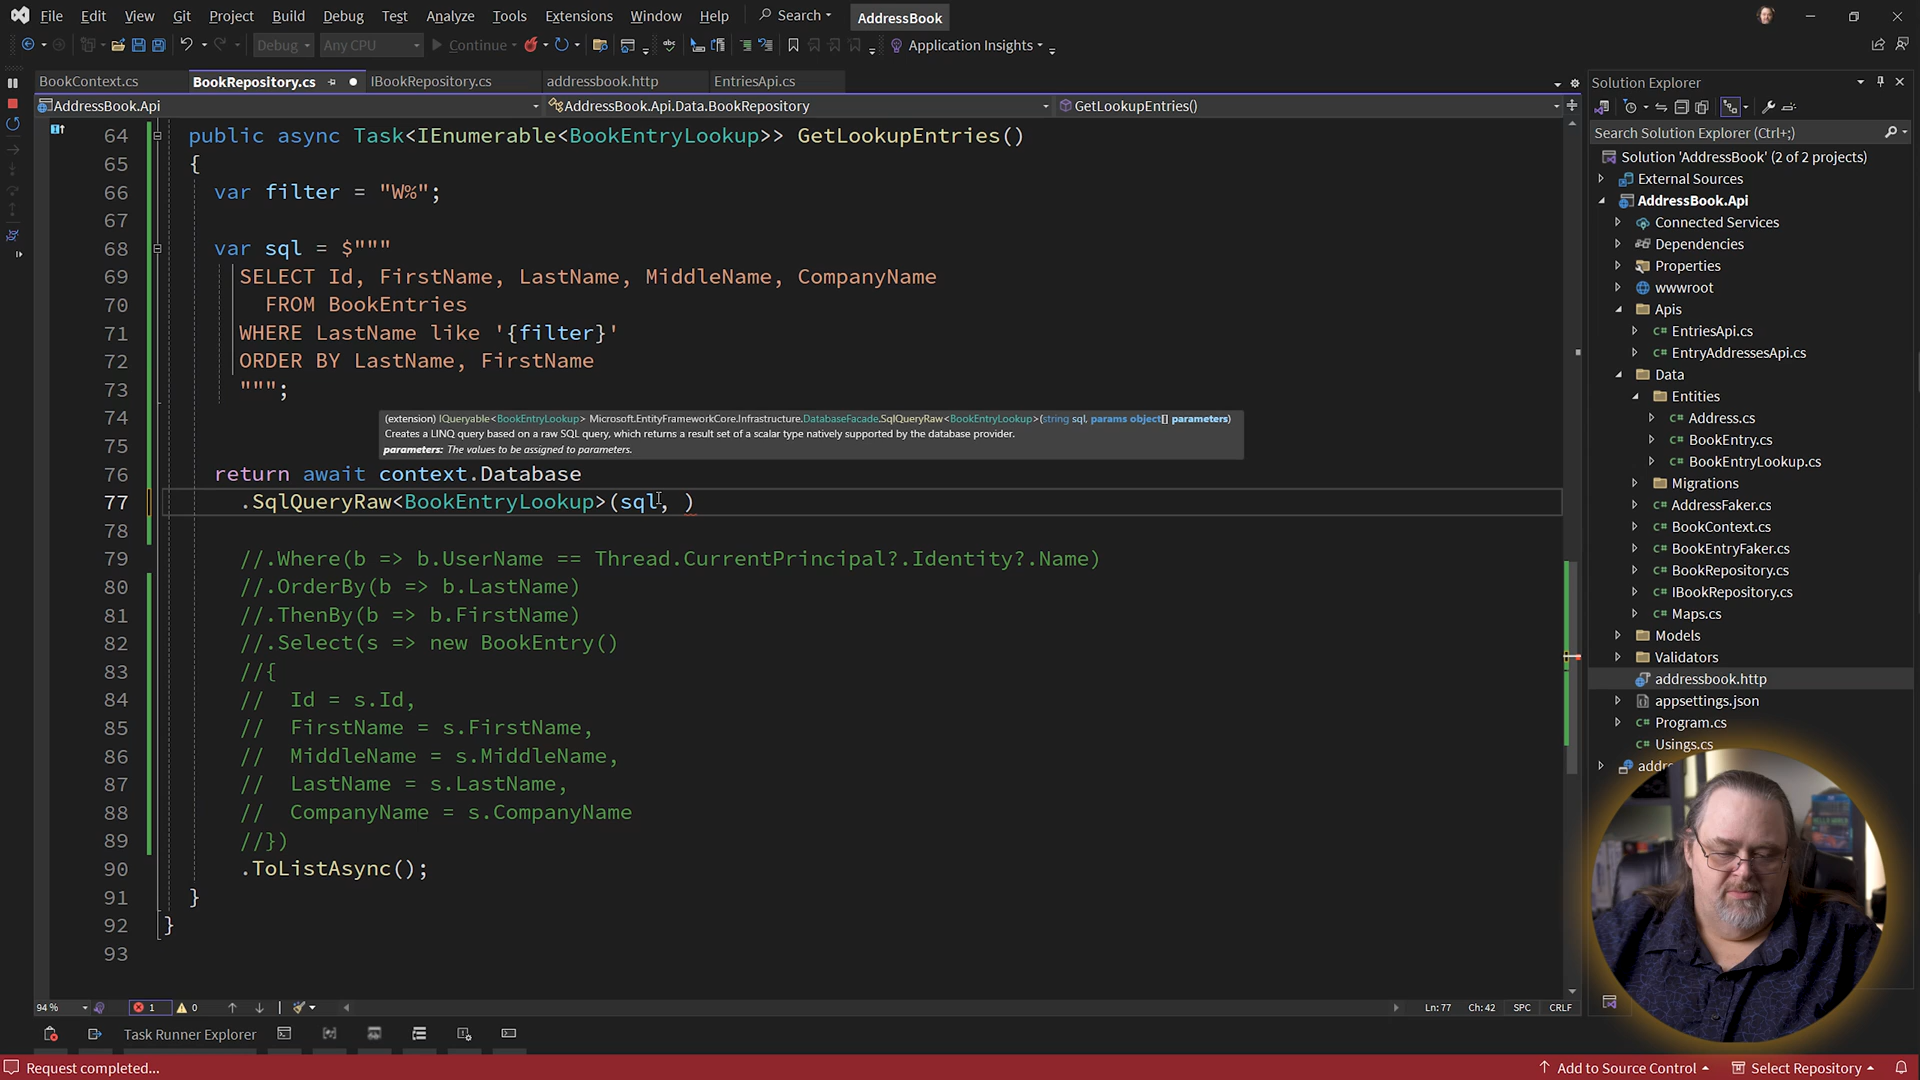 File Edit View Git Project Build Debug Test Analyze Tools Extensions Window Help Search AddressBook
Debug Any CPU Continue Application Insights
BookContext.cs BookRepository.cs IBookRepository.cs addressbook.http EntriesApi.cs
AddressBook.Api AddressBook.Api.Data.BookRepository GetLookupEntries()
64 public async Task<IEnumerable<BookEntryLookup>> GetLookupEntries()
65 {
66 var filter = "W%";
67
68 var sql = $"""
69 SELECT Id, FirstName, LastName, MiddleName, CompanyName
70 FROM BookEntries
71 WHERE LastName like '{filter}'
72 ORDER BY LastName, FirstName
73 """;
74
(extension) IQueryable<BookEntryLookup> Microsoft.EntityFrameworkCore.Infrastructure.DatabaseFacade.SqlQueryRaw<BookEntryLookup>(string sql, params object[] parameters)
Creates a LINQ query based on a raw SQL query, which returns a result set of a scalar type natively supported by the database provider.
parameters: The values to be assigned to parameters.
75
76 return await context.Database
77 .SqlQueryRaw<BookEntryLookup>(sql, )
78
79 //.Where(b => b.UserName == Thread.CurrentPrincipal?.Identity?.Name)
80 //.OrderBy(b => b.LastName)
81 //.ThenBy(b => b.FirstName)
82 //.Select(s => new BookEntry()
83 //{
84 // Id = s.Id,
85 // FirstName = s.FirstName,
86 // MiddleName = s.MiddleName,
87 // LastName = s.LastName,
88 // CompanyName = s.CompanyName
89 //})
90 .ToListAsync();
91 }
92 }
93
94 % 1 0 Ln: 77 Ch: 42 SPC CRLF
Task Runner Explorer
Request completed... Add to Source Control Select Repository
Solution Explorer
Search Solution Explorer (Ctrl+;)
Solution 'AddressBook' (2 of 2 projects)
External Sources
AddressBook.Api
Connected Services
Dependencies
Properties
wwwroot
Apis
C# EntriesApi.cs
C# EntryAddressesApi.cs
Data
Entities
C# Address.cs
C# BookEntry.cs
C# BookEntryLookup.cs
Migrations
C# AddressFaker.cs
C# BookContext.cs
C# BookEntryFaker.cs
C# BookRepository.cs
C# IBookRepository.cs
C# Maps.cs
Models
Validators
addressbook.http
appsettings.json
C# Program.cs
C# Usings.cs